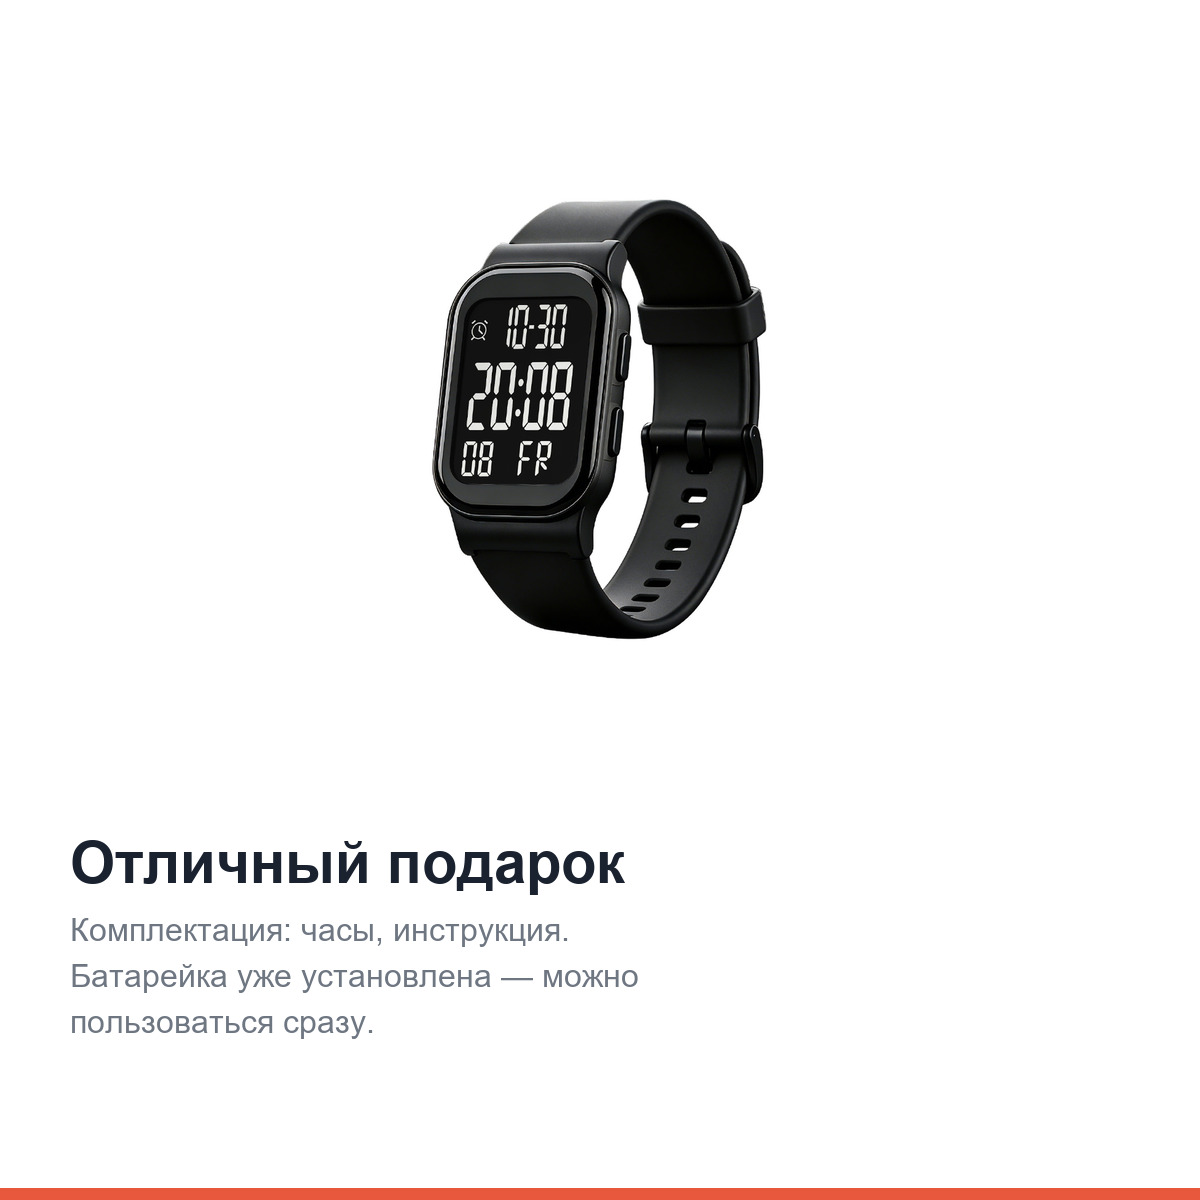 10:30
20:08
08 FR
Отличный подарок
Комплектация: часы, инструкция.
Батарейка уже установлена — можно
пользоваться сразу.